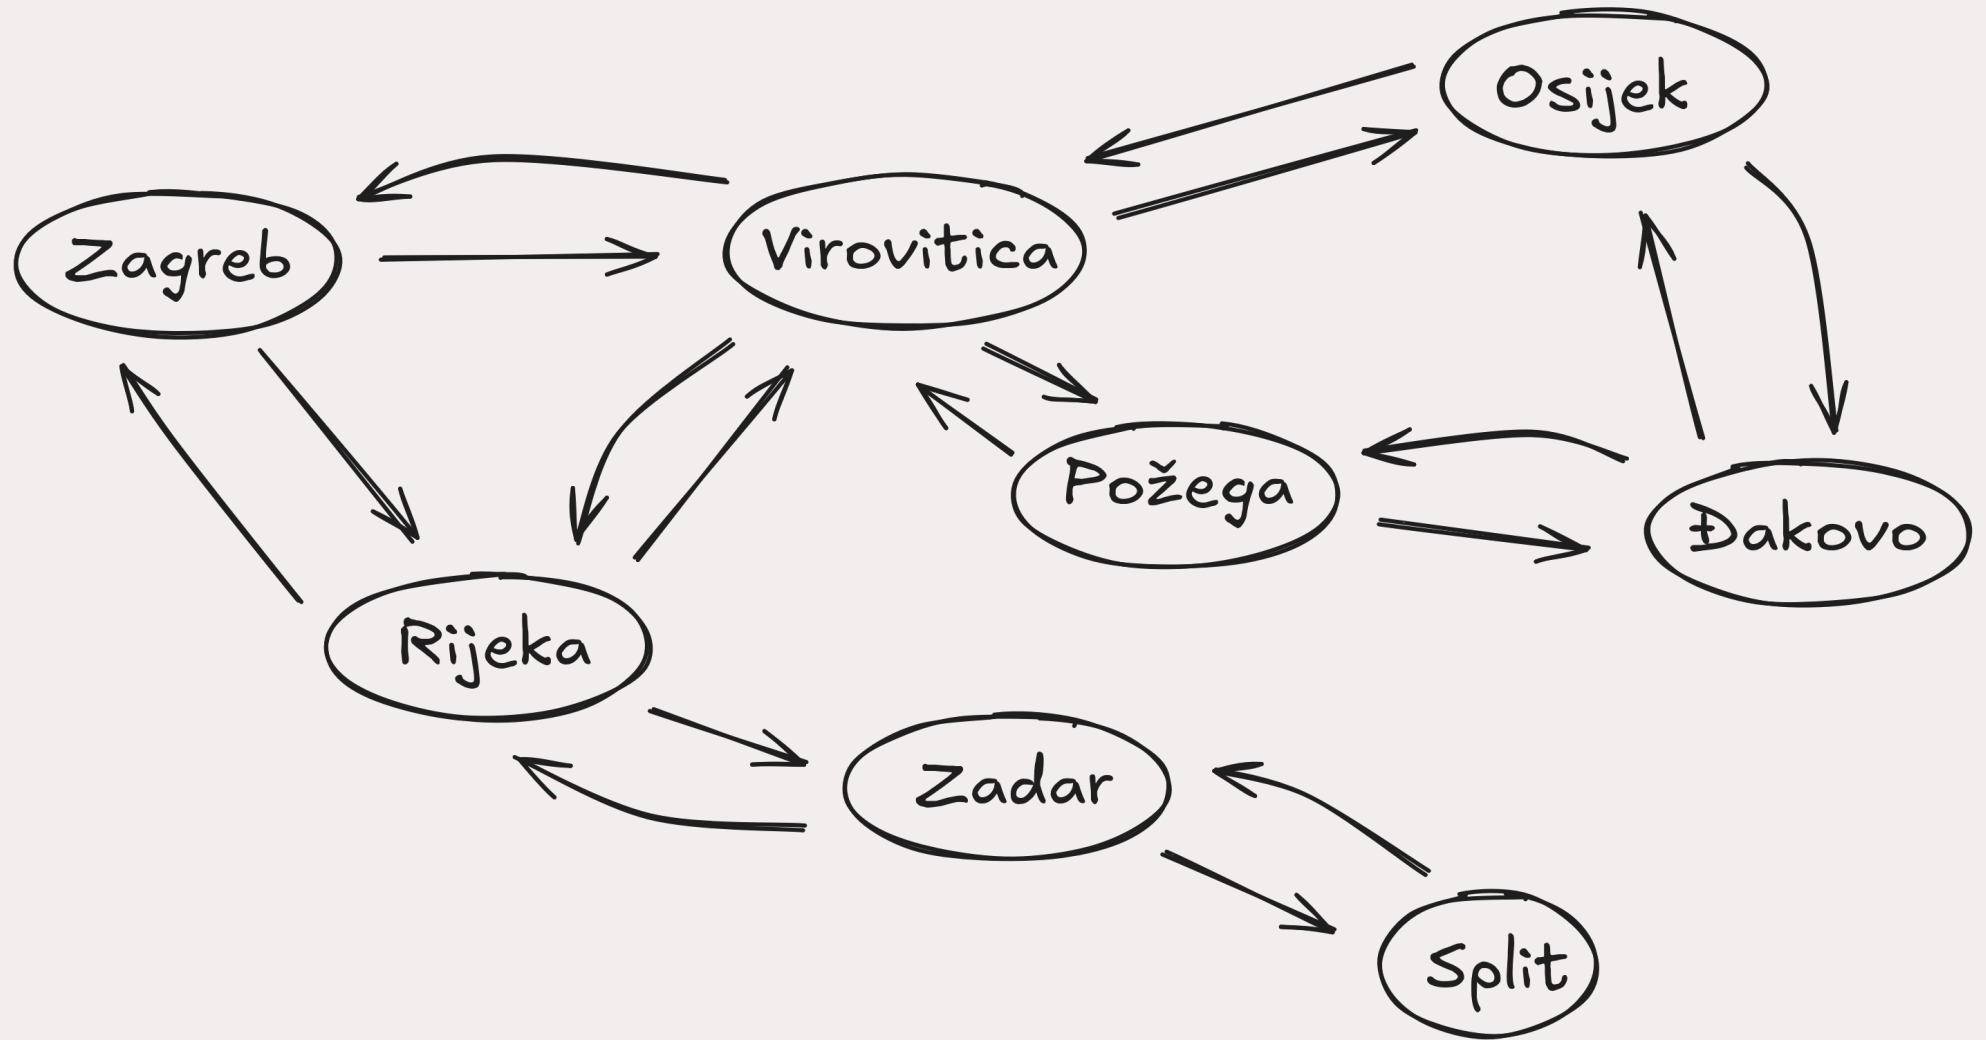 Osijek
Zagreb
Virovitica
Požega
Đakovo
Rijeka
Zadar
Split